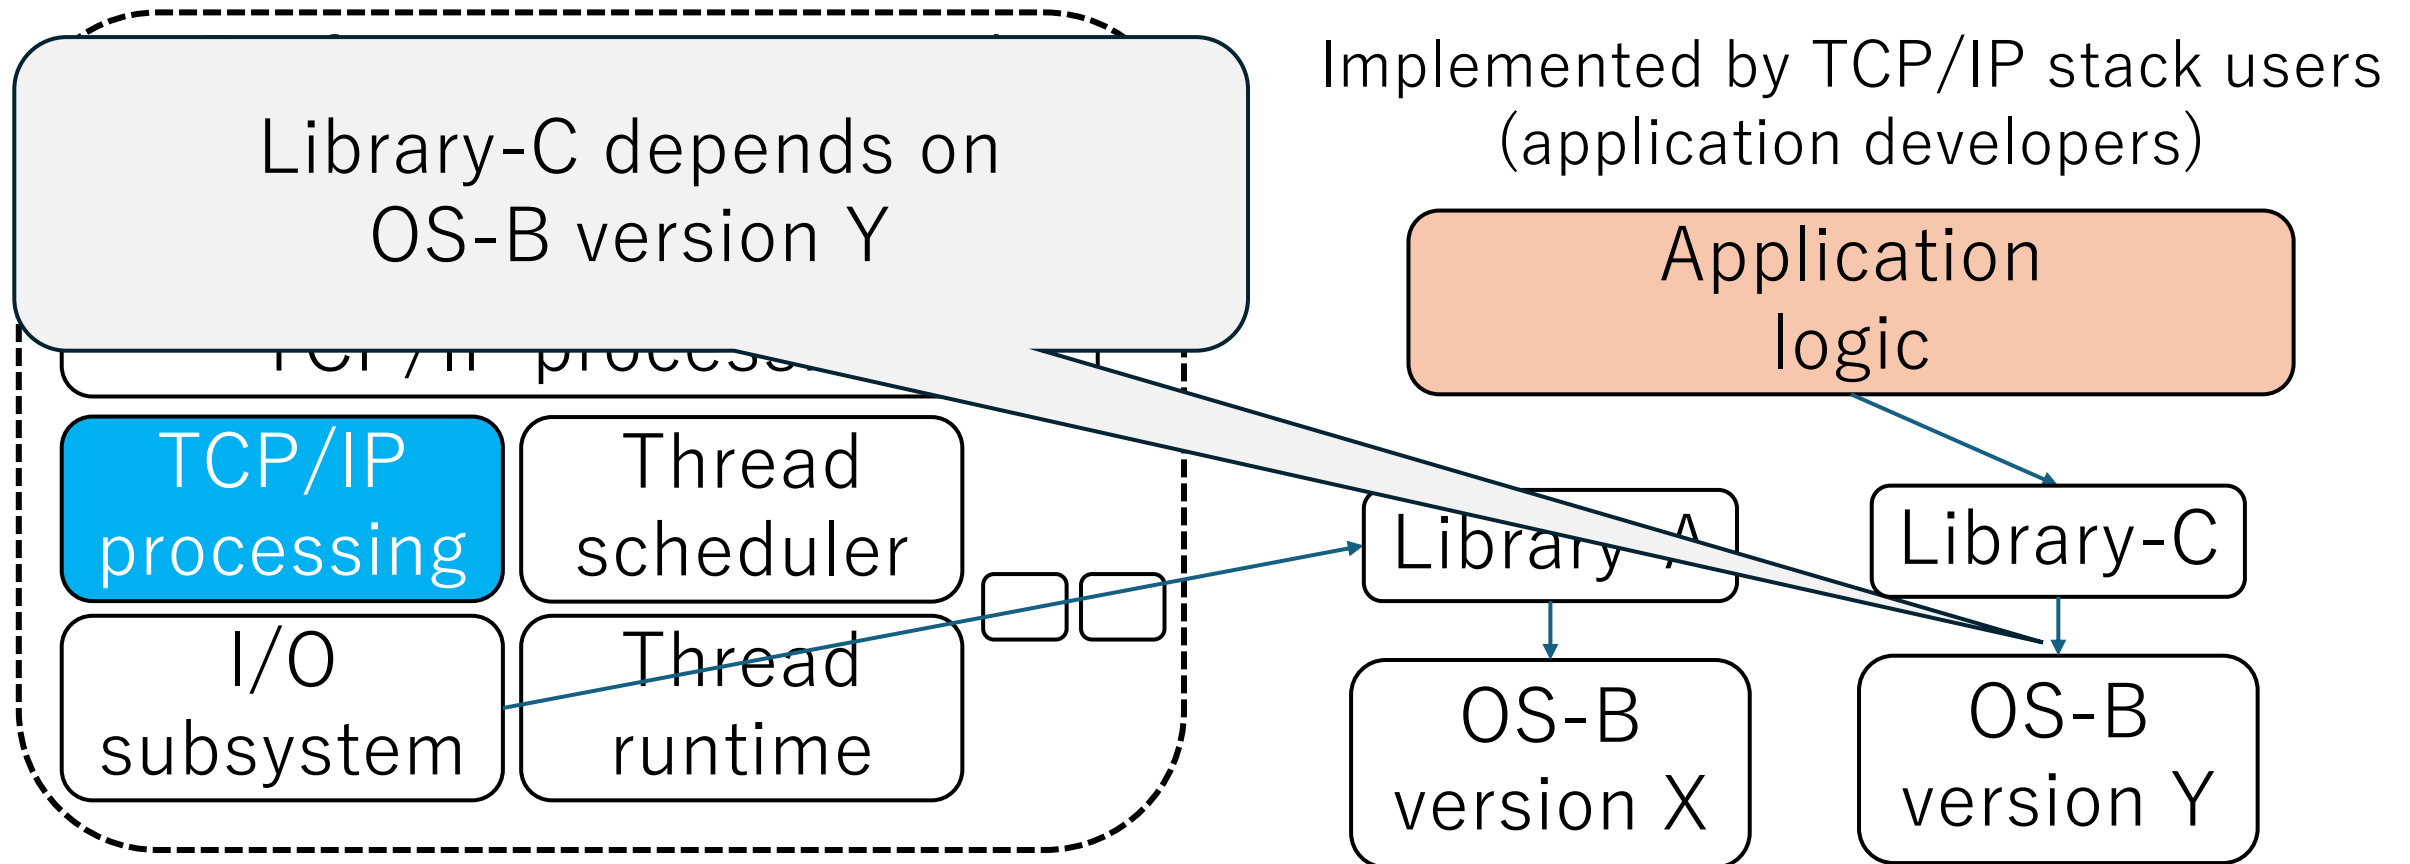 Library-C depends on
OS-B version Y
Implemented by TCP/IP stack users
(application developers)
Application
logic
TCP/IP
processing
Thread
scheduler
I/O
subsystem
Thread
runtime
Library-A
Library-C
OS-B
version X
OS-B
version Y